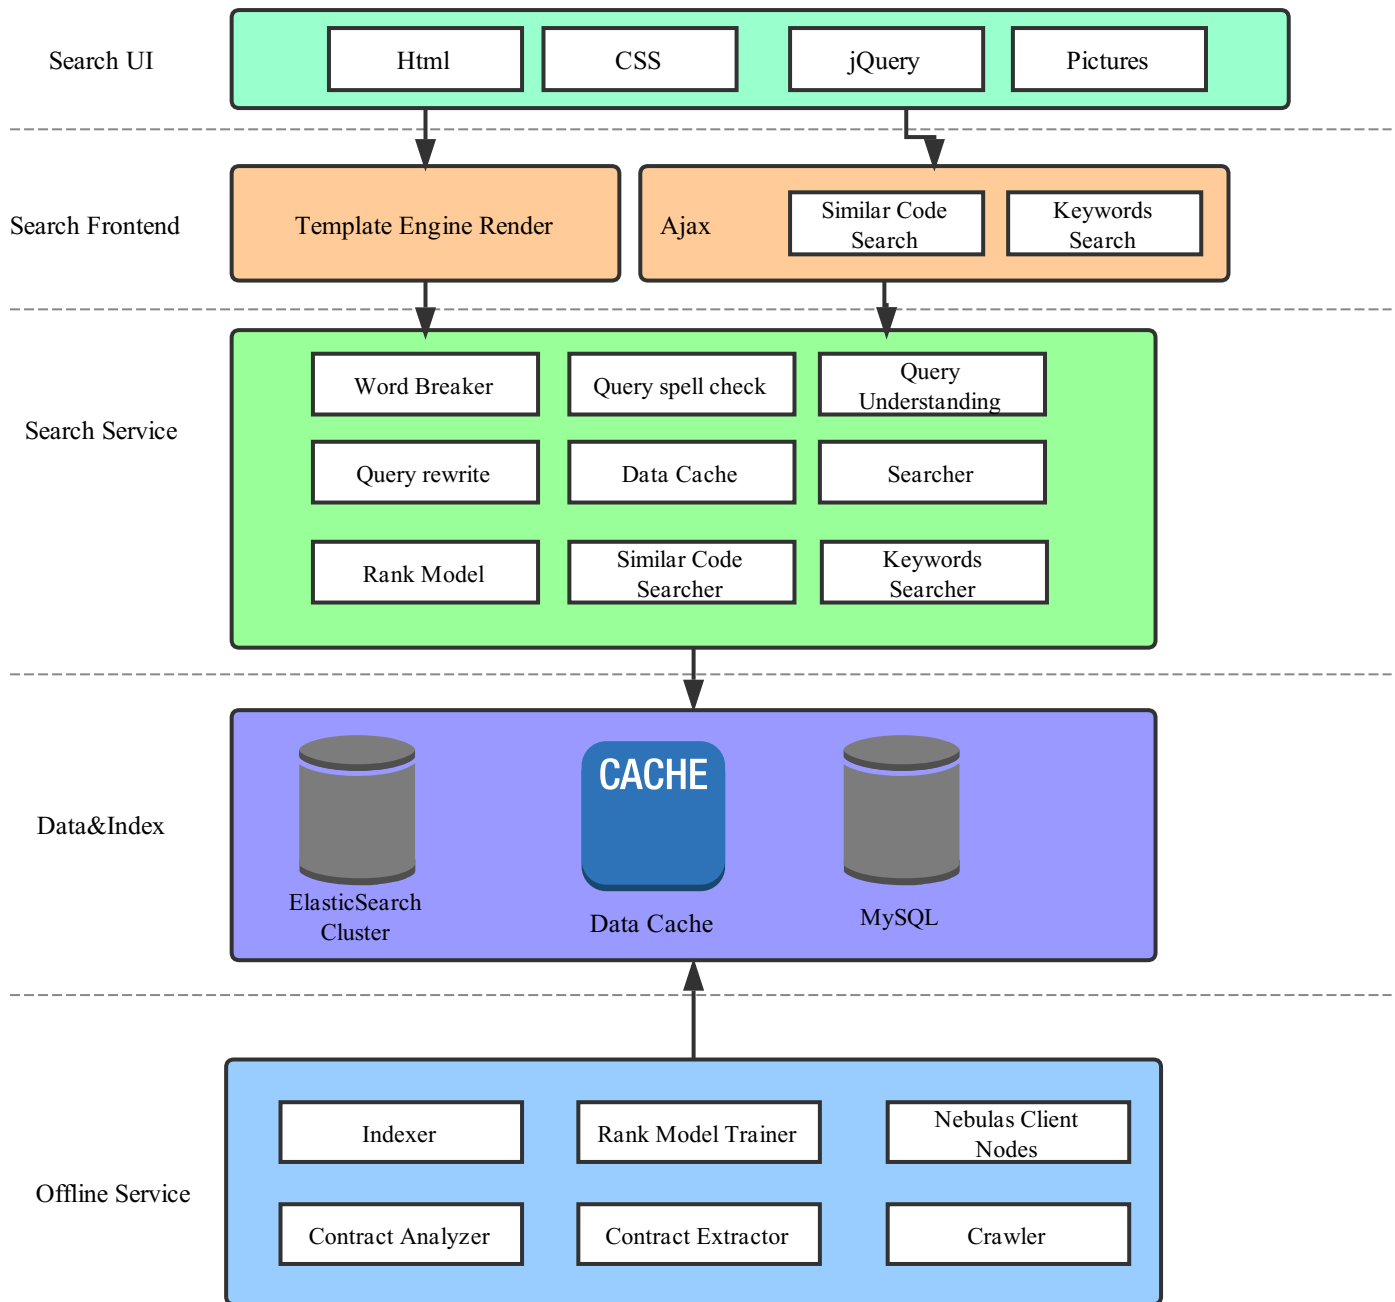 Search UI
Html
CSS
jQuery
Pictures
Search Frontend
Template Engine Render
Ajax
Similar Code
Search
Keywords
Search
Search Service
Word Breaker
Query spell check
Query
Understanding
Query rewrite
Data Cache
Searcher
Rank Model
Similar Code
Searcher
Keywords
Searcher
Data&Index
CACHE
ElasticSearch
Cluster
Data Cache
MySQL
Offline Service
Indexer
Rank Model Trainer
Nebulas Client
Nodes
Contract Analyzer
Contract Extractor
Crawler